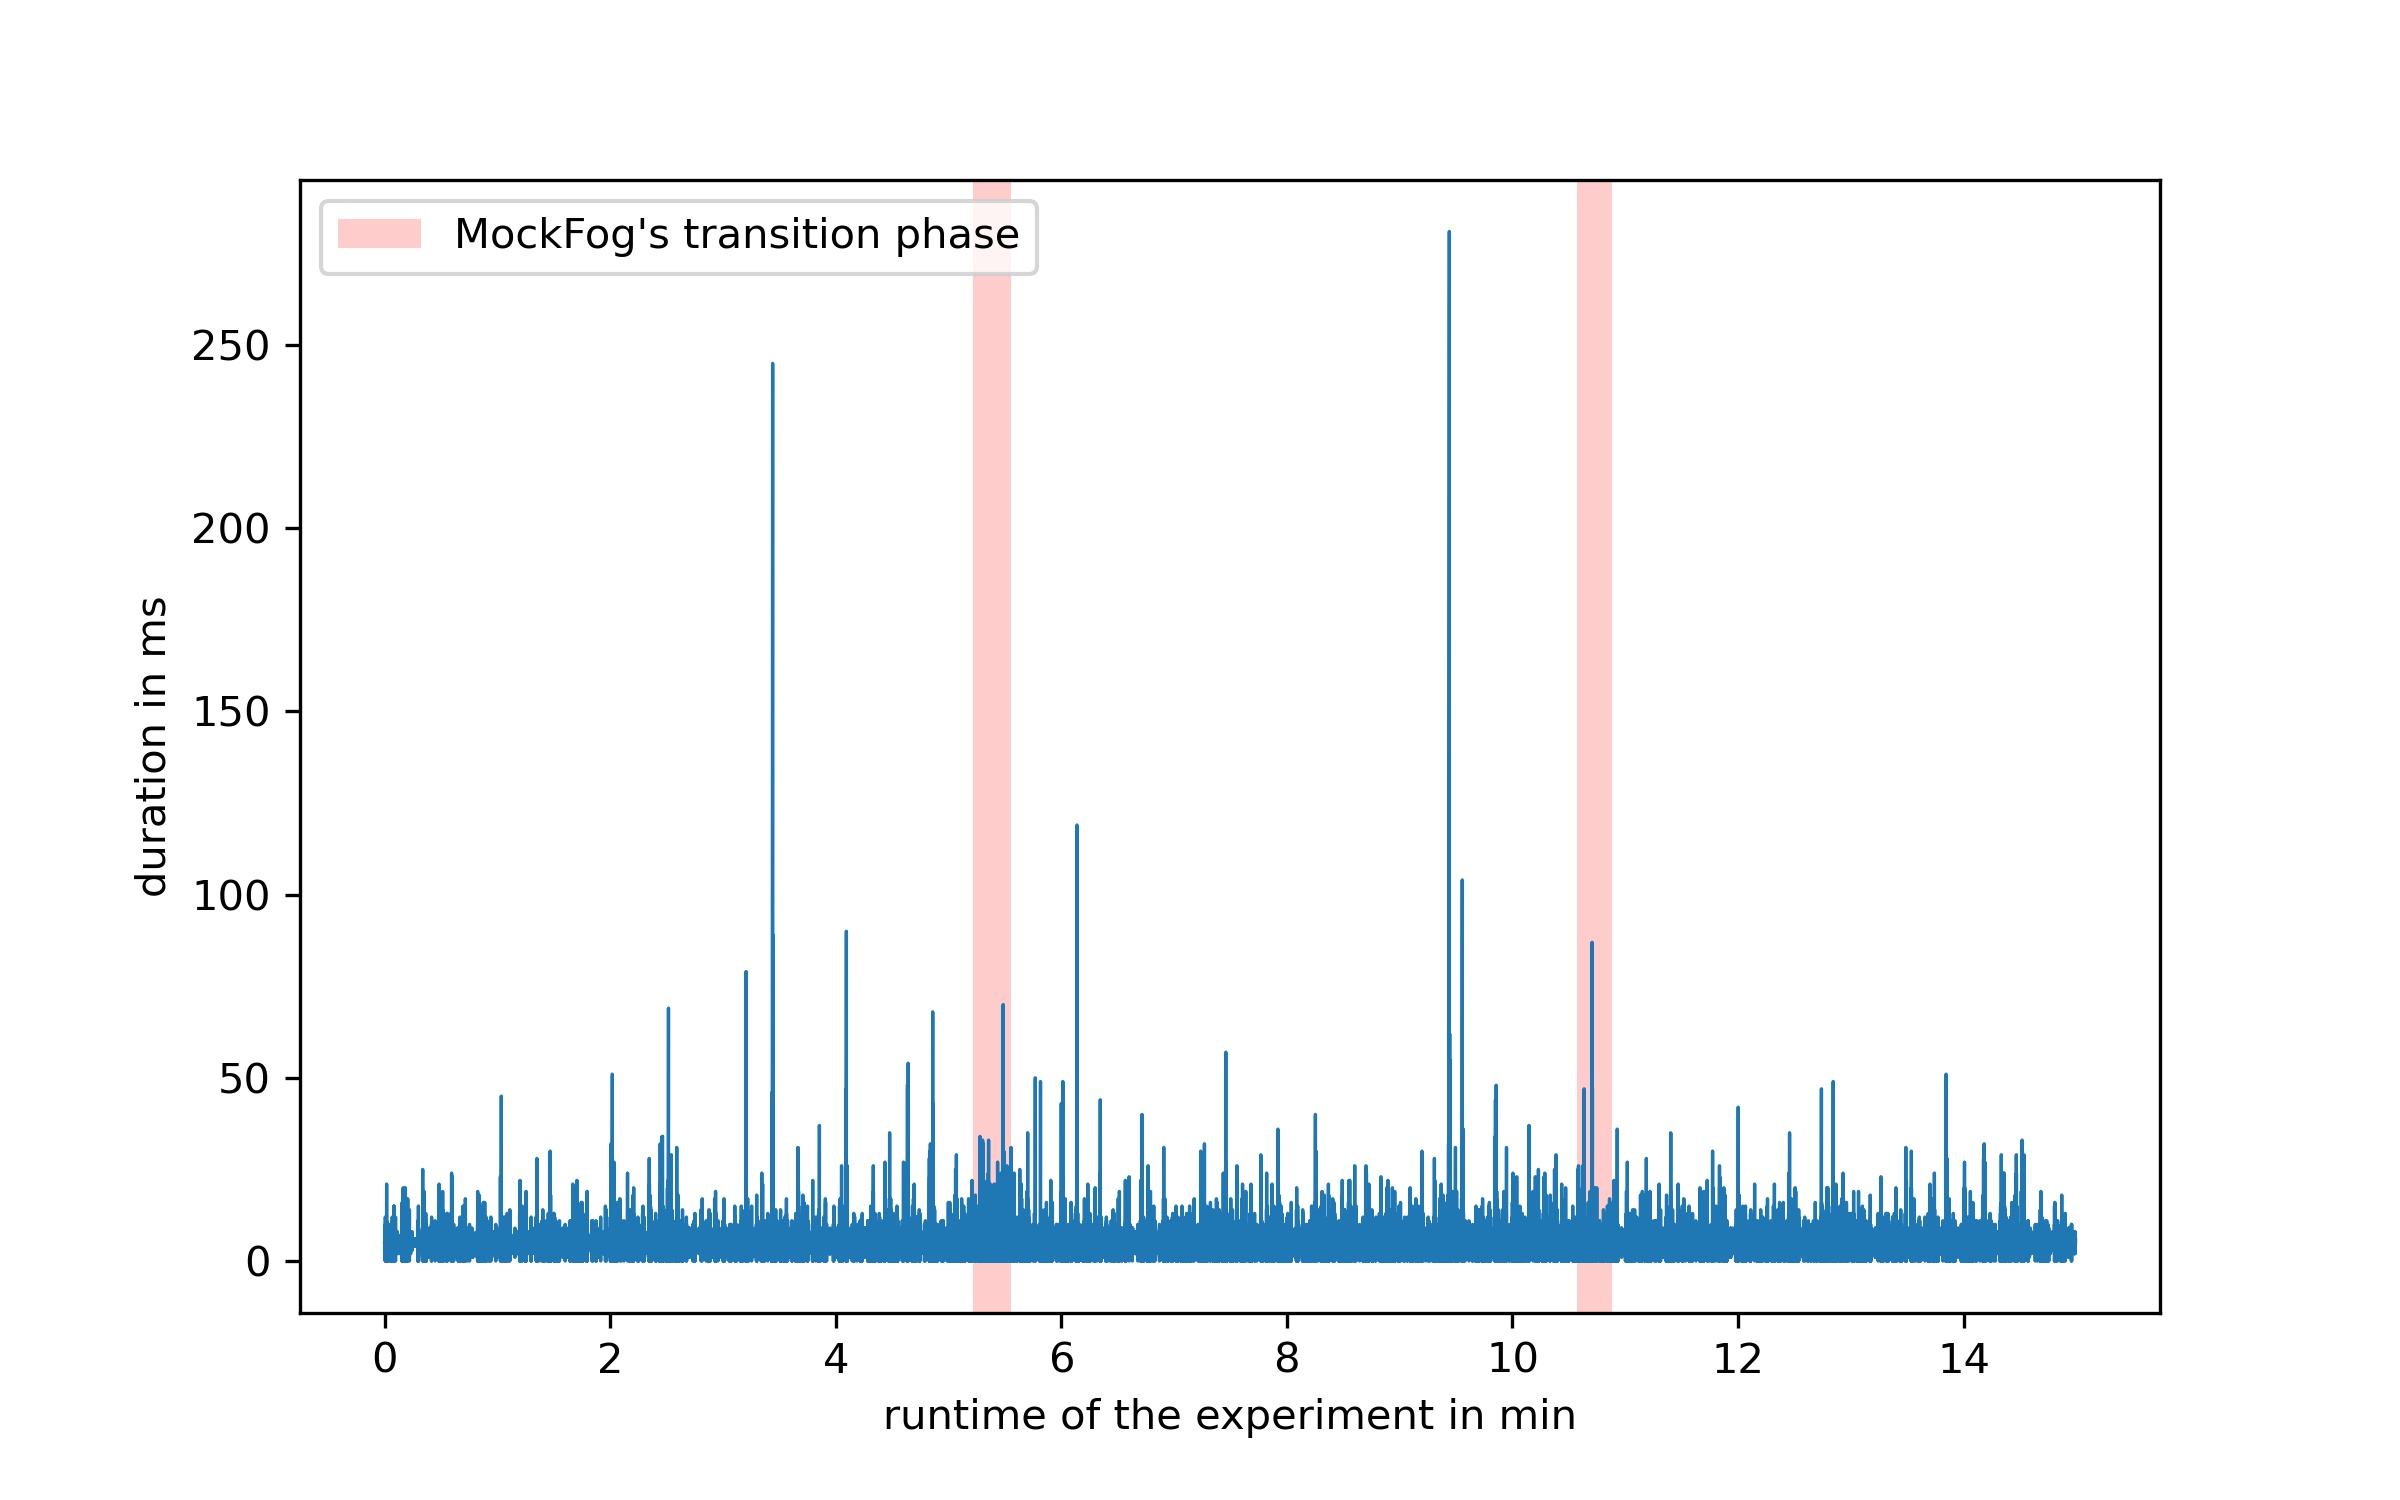 MockFog's transition phase
250
200
150
100
50
0
duration in ms
0 2 4 6 8 10 12 14
runtime of the experiment in min